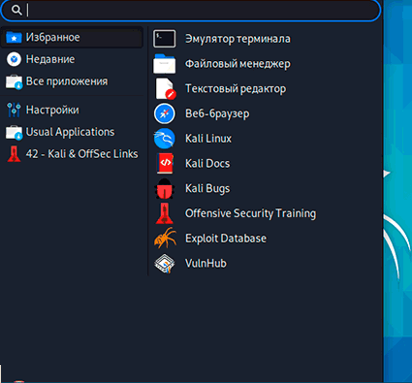 Избранное
Недавние
Все приложения
Настройки
Usual Applications
42 - Kali & OffSec Links
Эмулятор терминала
Файловый менеджер
Текстовый редактор
Веб-браузер
Kali Linux
Kali Docs
Kali Bugs
Offensive Security Training
Exploit Database
VulnHub